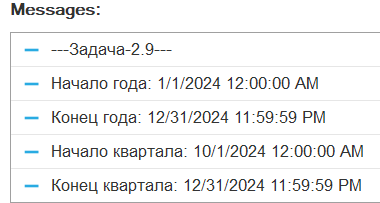 Messages:
---Задача-2.9---
Начало года: 1/1/2024 12:00:00 AM
Конец года: 12/31/2024 11:59:59 PM
Начало квартала: 10/1/2024 12:00:00 AM
Конец квартала: 12/31/2024 11:59:59 PM